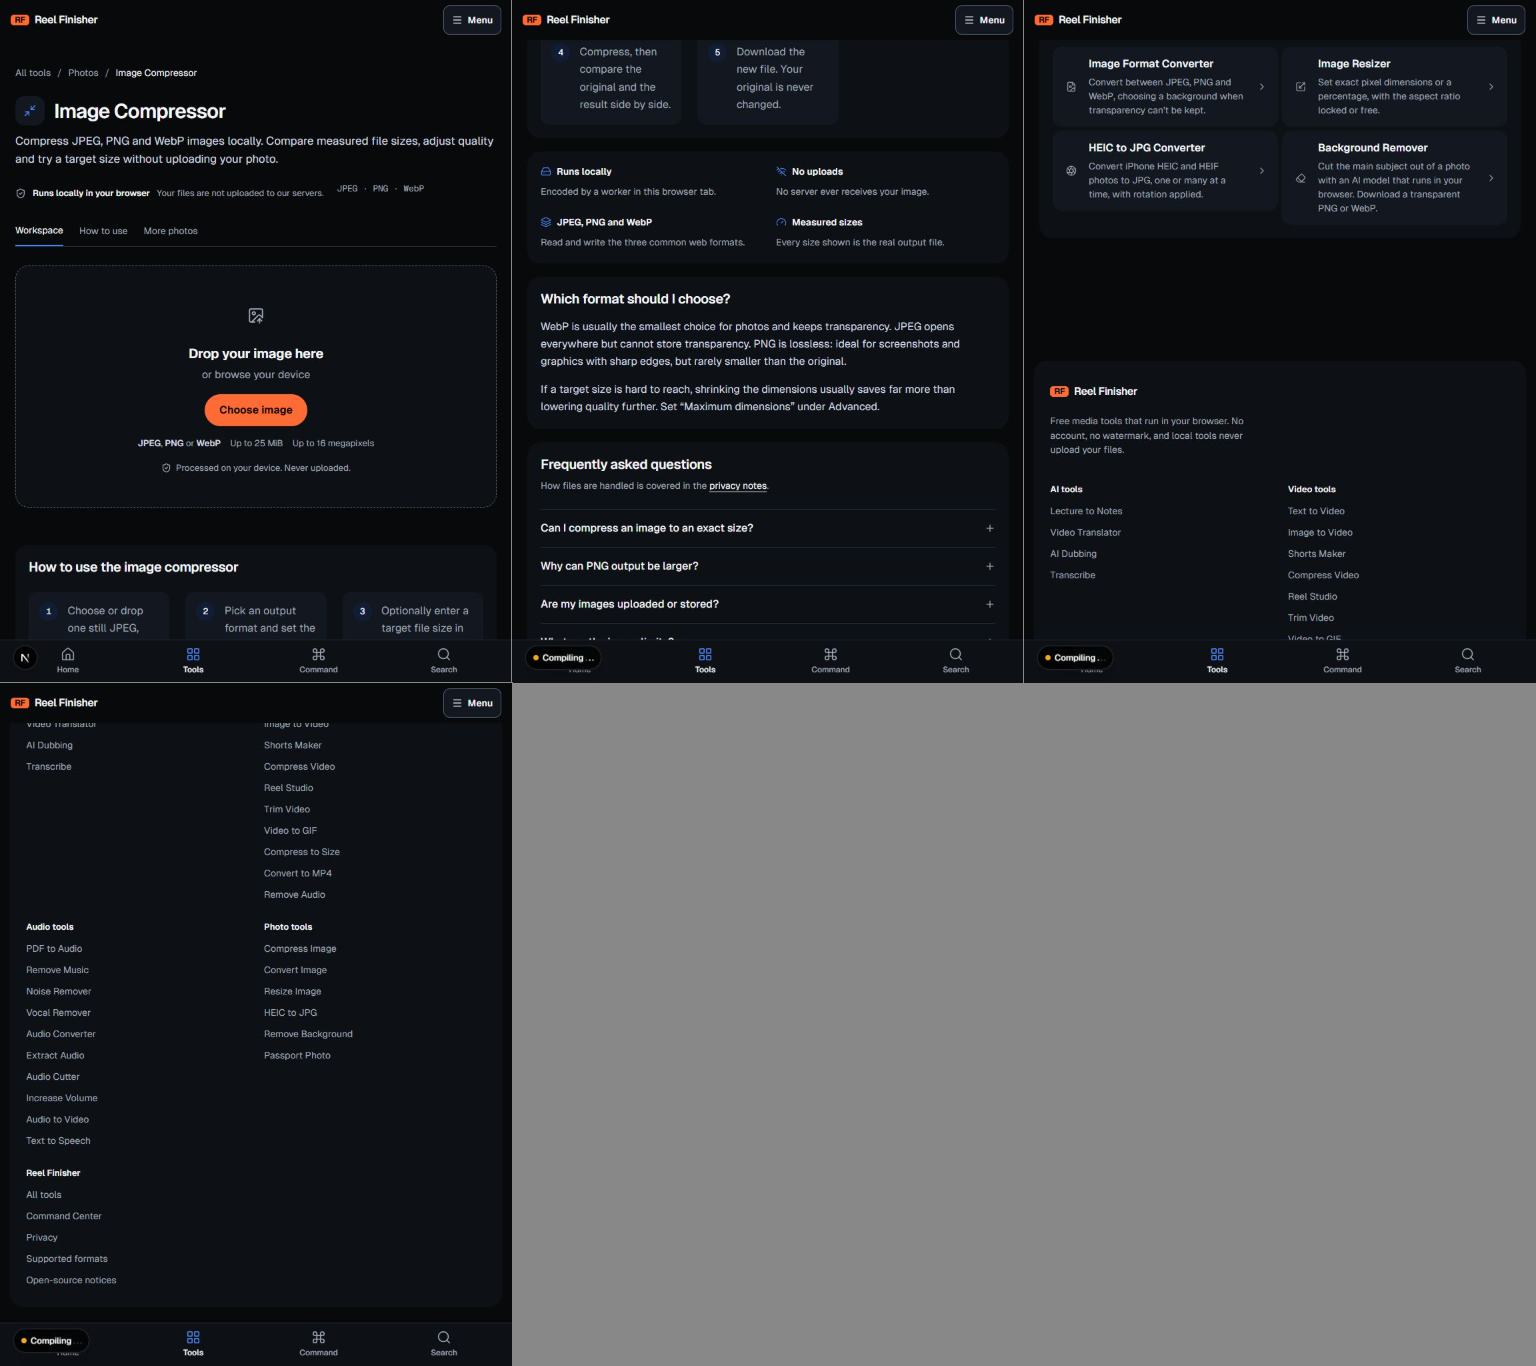 RF Reel Finisher
Menu
All tools / Photos / Image Compressor
Image Compressor
Compress JPEG, PNG and WebP images locally. Compare measured file sizes, adjust quality
and try a target size without uploading your photo.
Runs locally in your browser Your files are not uploaded to our servers. JPEG · PNG · WebP
Workspace How to use More photos
Drop your image here
or browse your device
Choose image
JPEG, PNG or WebP Up to 25 MiB Up to 16 megapixels
Processed on your device. Never uploaded.
How to use the image compressor
1 Choose or drop
one still JPEG,
2 Pick an output
format and set the
3 Optionally enter a
target file size in
N
Home Tools Command Search
RF Reel Finisher
Menu
4 Compress, then
compare the
original and the
result side by side.
5 Download the
new file. Your
original is never
changed.
Runs locally
Encoded by a worker in this browser tab.
No uploads
No server ever receives your image.
JPEG, PNG and WebP
Read and write the three common web formats.
Measured sizes
Every size shown is the real output file.
Which format should I choose?
WebP is usually the smallest choice for photos and keeps transparency. JPEG opens
everywhere but cannot store transparency. PNG is lossless: ideal for screenshots and
graphics with sharp edges, but rarely smaller than the original.
If a target size is hard to reach, shrinking the dimensions usually saves far more than
lowering quality further. Set “Maximum dimensions” under Advanced.
Frequently asked questions
How files are handled is covered in the privacy notes.
Can I compress an image to an exact size? +
Why can PNG output be larger? +
Are my images uploaded or stored? +
Compiling ...
Tools Command Search
RF Reel Finisher
Menu
Image Format Converter
Convert between JPEG, PNG and
WebP, choosing a background when
transparency can't be kept.
Image Resizer
Set exact pixel dimensions or a
percentage, with the aspect ratio
locked or free.
HEIC to JPG Converter
Convert iPhone HEIC and HEIF
photos to JPG, one or many at a
time, with rotation applied.
Background Remover
Cut the main subject out of a photo
with an AI model that runs in your
browser. Download a transparent
PNG or WebP.
RF Reel Finisher
Free media tools that run in your browser. No
account, no watermark, and local tools never
upload your files.
AI tools
Lecture to Notes
Video Translator
AI Dubbing
Transcribe
Video tools
Text to Video
Image to Video
Shorts Maker
Compress Video
Reel Studio
Trim Video
Video to GIF
Compiling ..
Home Tools Command Search
RF Reel Finisher
Menu
Video Translator
AI Dubbing
Transcribe
Image to Video
Shorts Maker
Compress Video
Reel Studio
Trim Video
Video to GIF
Compress to Size
Convert to MP4
Remove Audio
Audio tools
PDF to Audio
Remove Music
Noise Remover
Vocal Remover
Audio Converter
Extract Audio
Audio Cutter
Increase Volume
Audio to Video
Text to Speech
Photo tools
Compress Image
Convert Image
Resize Image
HEIC to JPG
Remove Background
Passport Photo
Reel Finisher
All tools
Command Center
Privacy
Supported formats
Open-source notices
Compiling ...
Tools Command Search